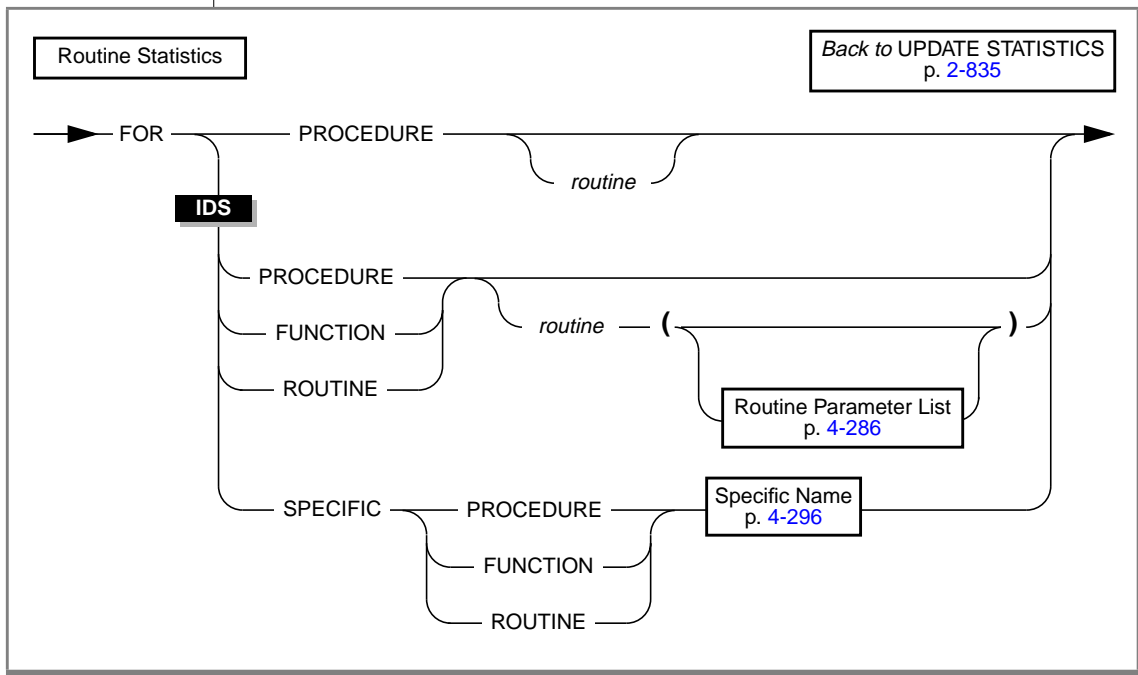 Routine Statistics
Back to UPDATE STATISTICS
p. 2-835
FOR PROCEDURE
routine
IDS
PROCEDURE
FUNCTION routine ( )
ROUTINE
Routine Parameter List
p. 4-286
SPECIFIC PROCEDURE
Specific Name
p. 4-296
FUNCTION
ROUTINE